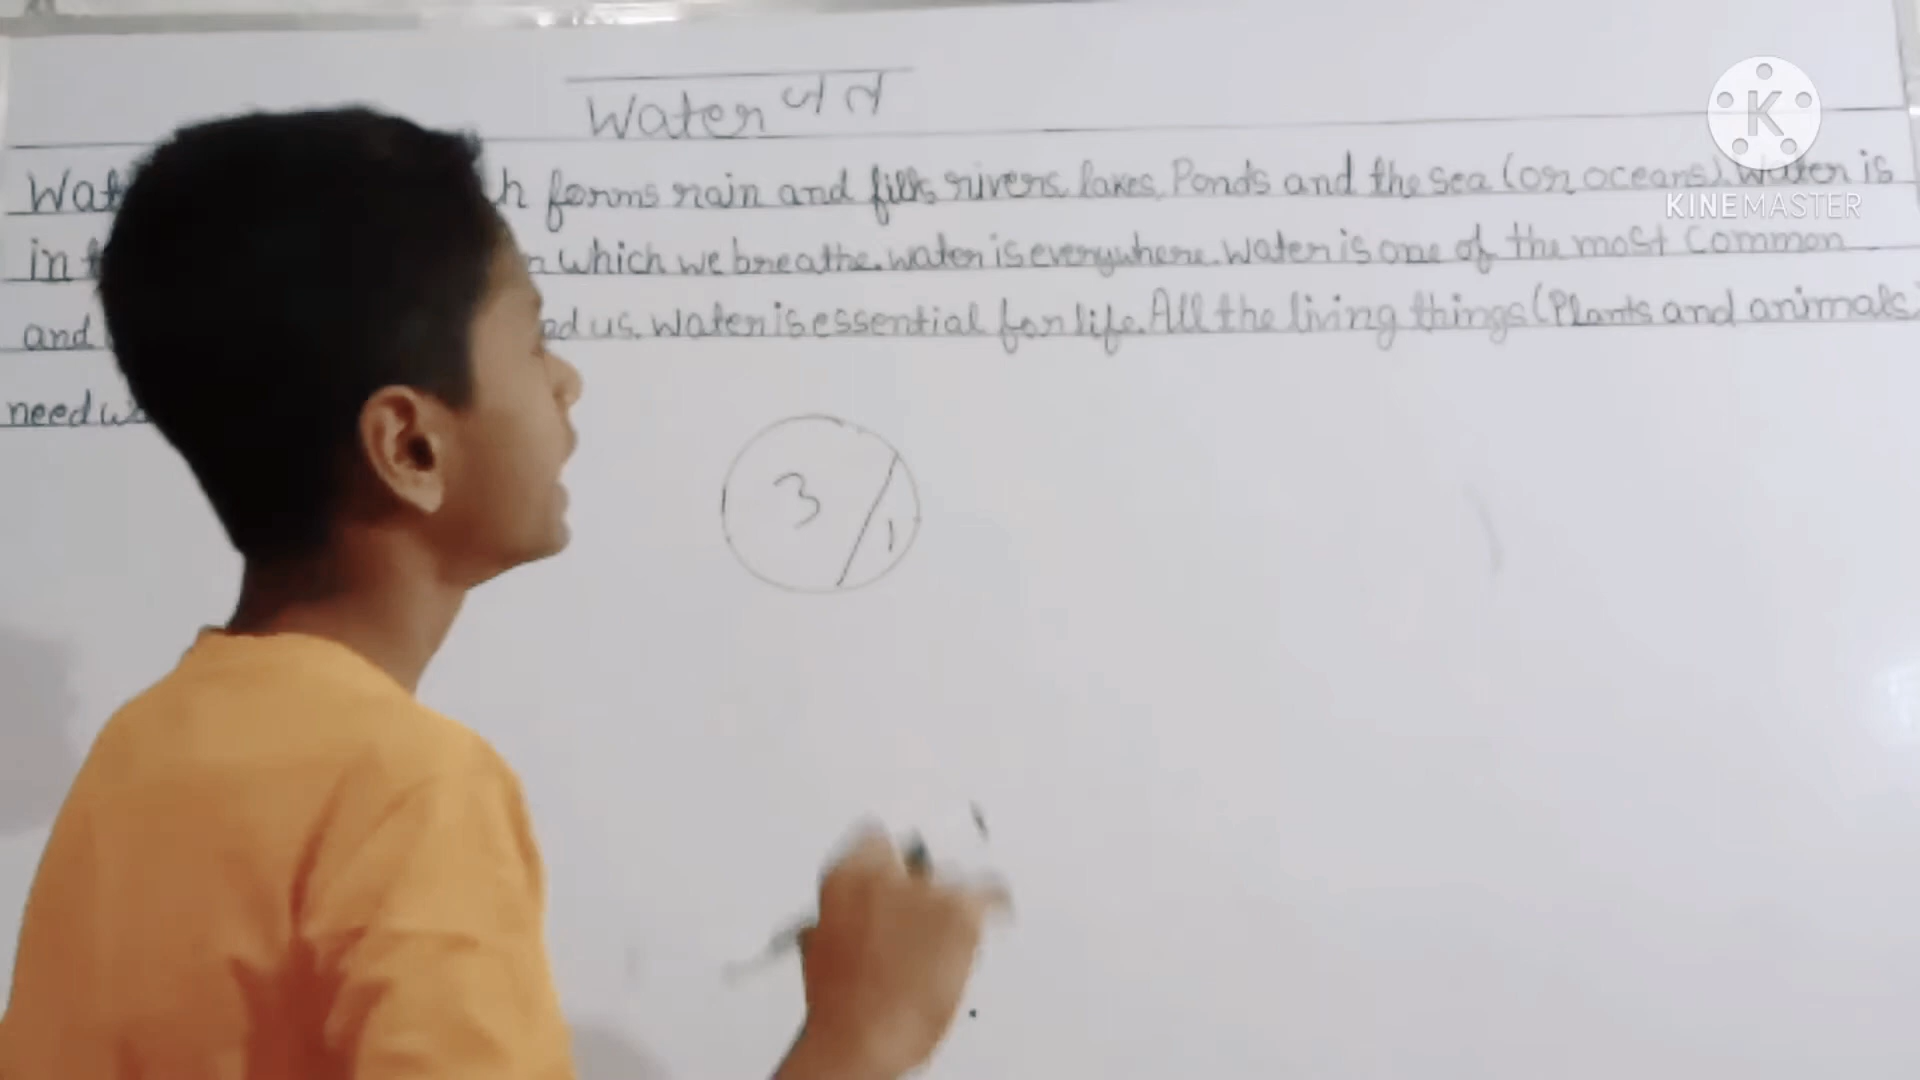 Water जल
forms rain and fills rivers, lakes, Ponds and the sea (or oceans). Water is
in which we breathe. water is everywhere. Water is one of the most Common
and us. Water is essential for life. All the living things (Plants and animals)
need
3
1
K
KINEMASTER